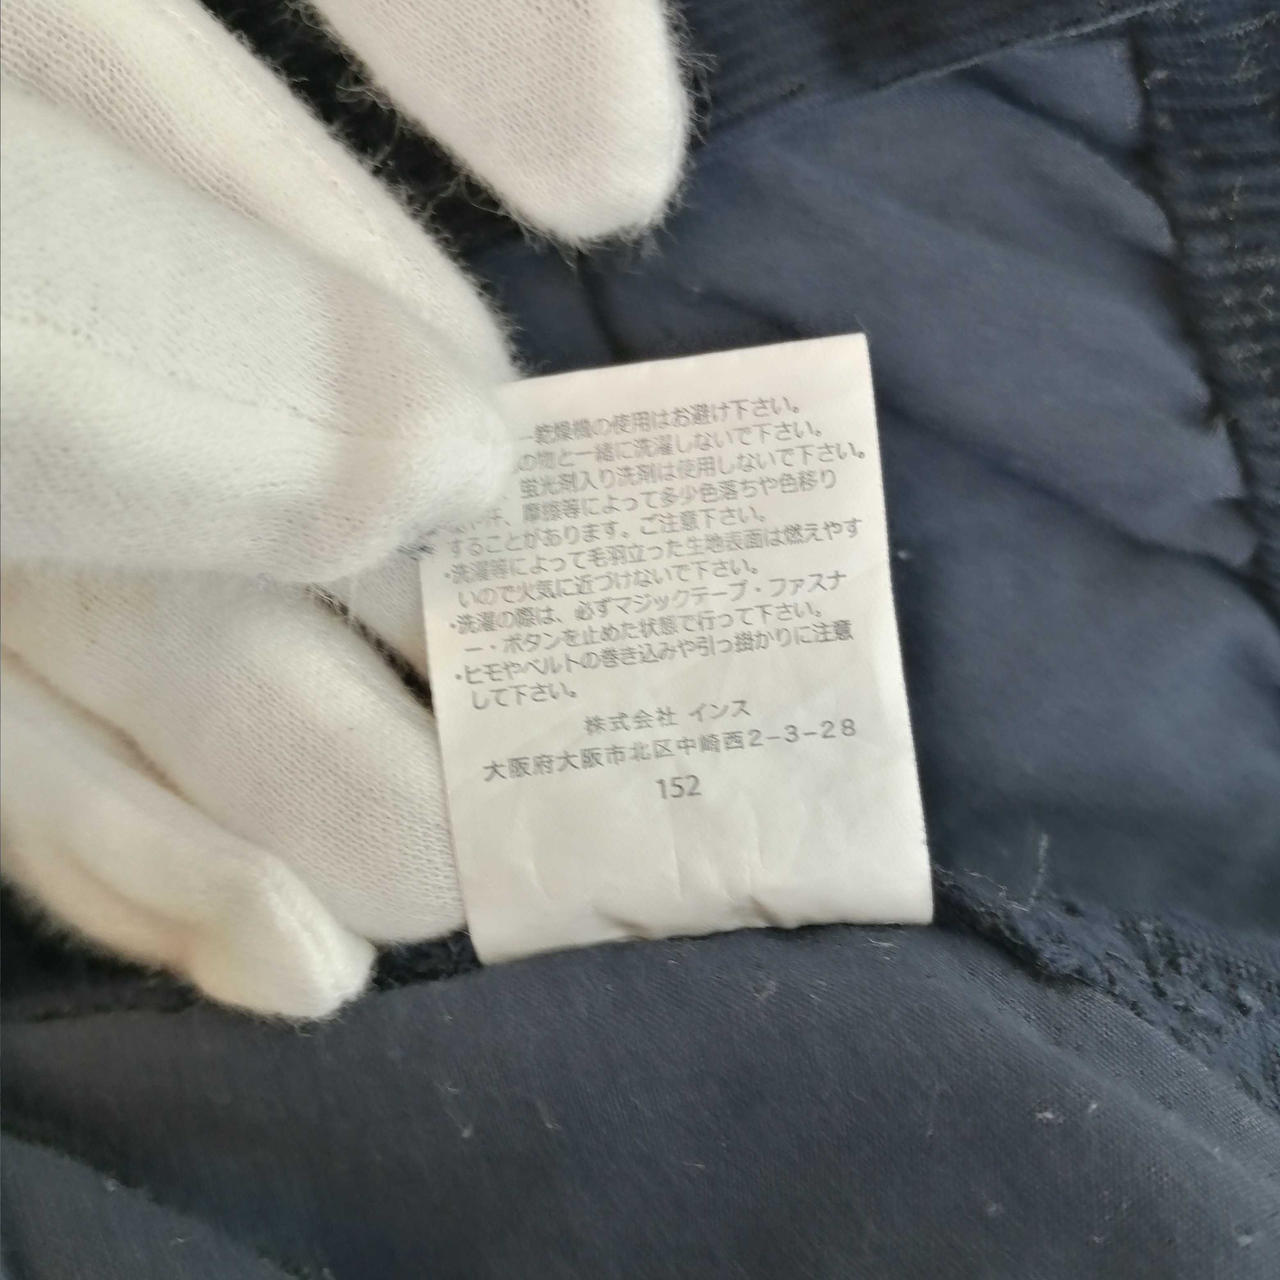 乾燥機の使用はお避け下さい。
の物と一緒に洗濯しないで下さい。
蛍光剤入り洗剤は使用しないで下さい。
汗、摩擦等によって多少色落ちや色移り
することがあります。ご注意下さい。
・洗濯等によって毛羽立った生地表面は燃えやす
いので火気に近づけないで下さい。
・洗濯の際は、必ずマジックテープ・ファスナ
ー・ボタンを止めた状態で行って下さい。
・ヒモやベルトの巻き込みや引っ掛かりに注意
して下さい。
株式会社 インス
大阪府大阪市北区中崎西2-3-28
152